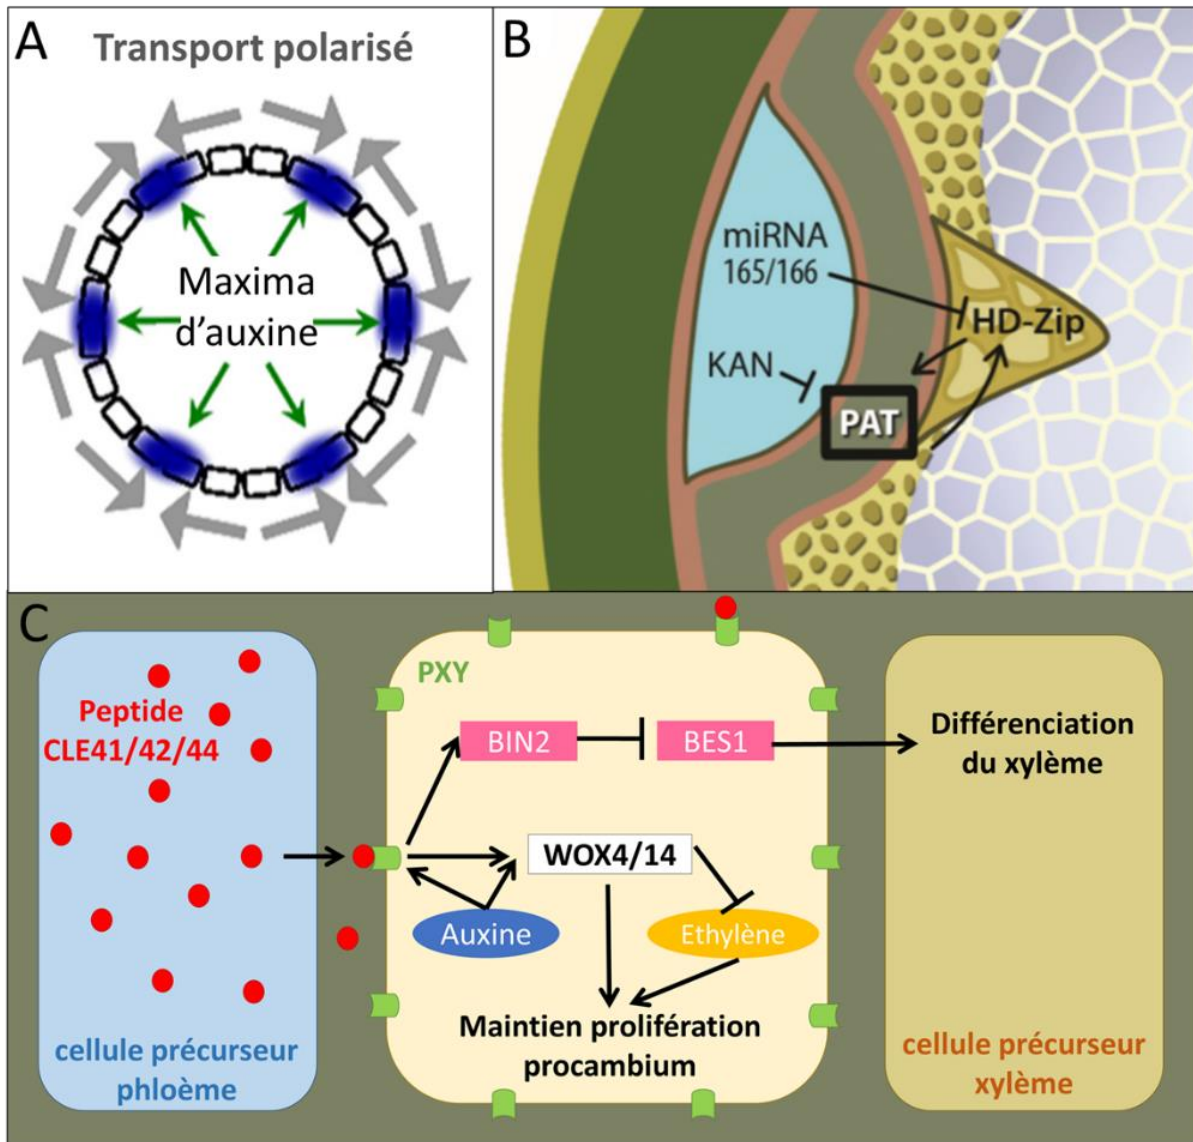 A
Transport polarisé
Maxima
d'auxine
B
miRNA
165/166
HD-Zip
KAN
PAT
C
Peptide
CLE41/42/44
cellule précurseur
phloème
PXY
BIN2
BES1
WOX4/14
Auxine
Ethylène
Maintien prolifération
procambium
Différenciation
du xylème
cellule précurseur
xylème